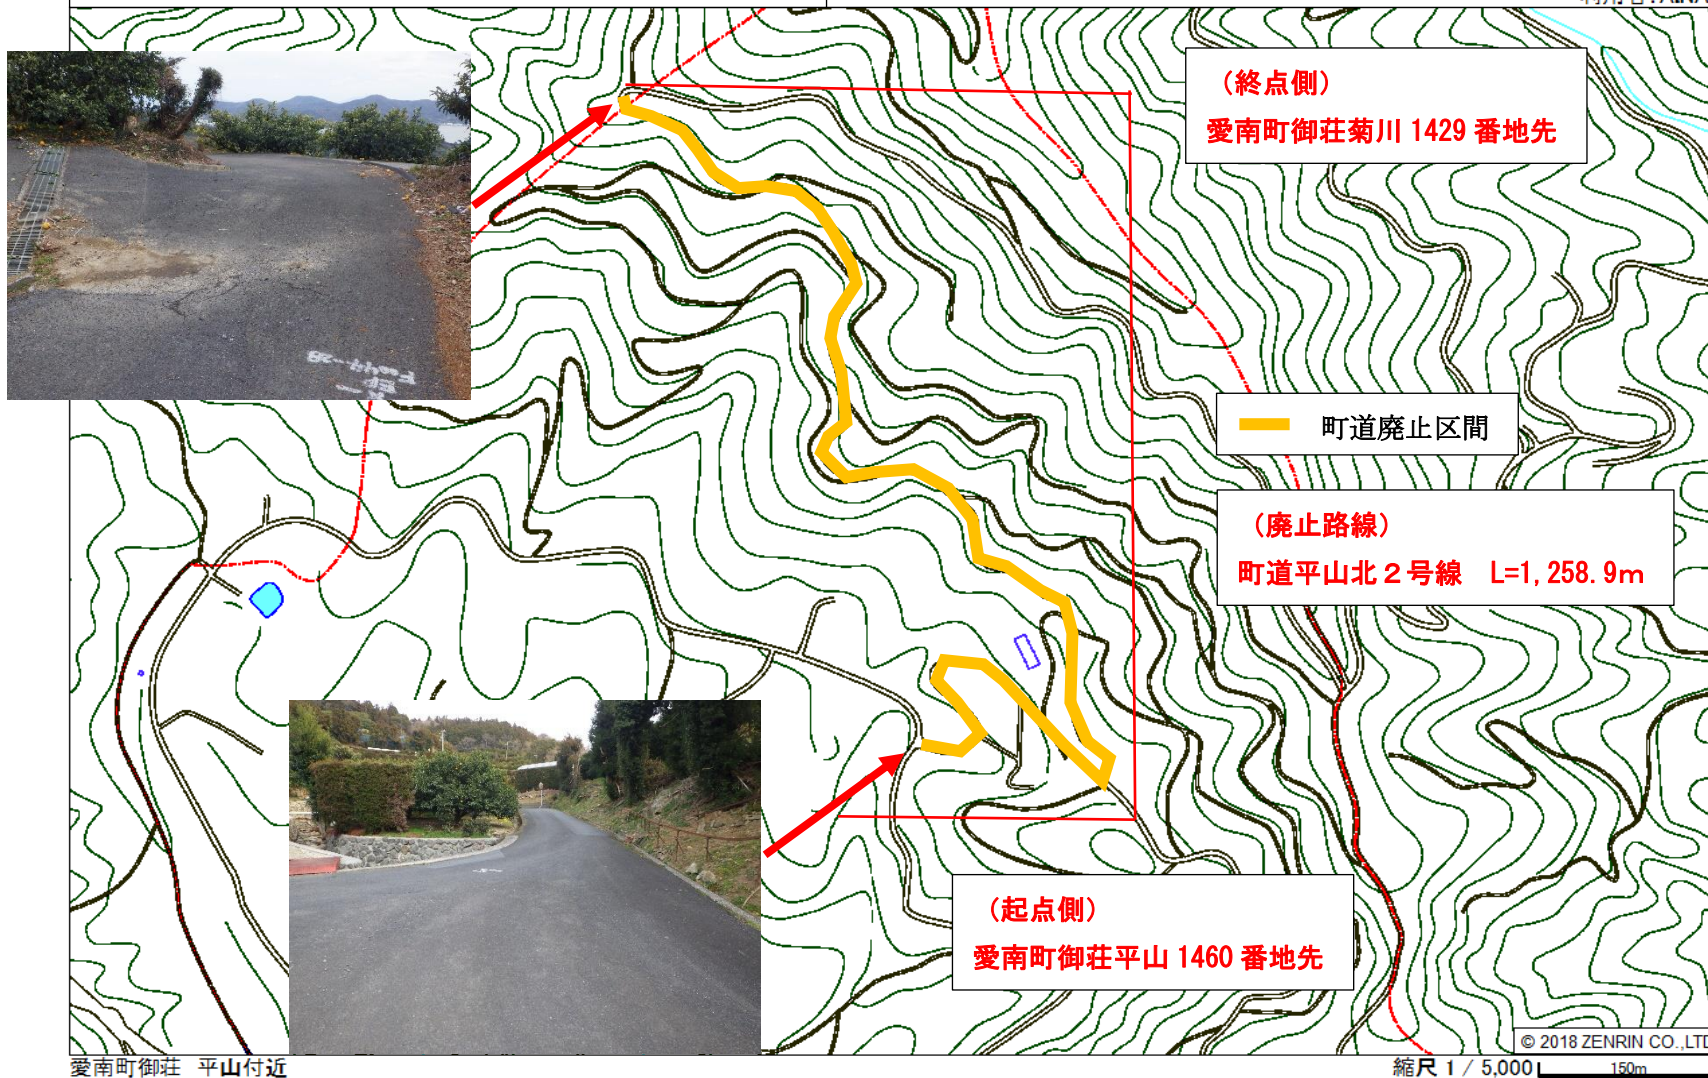 (終点側)
愛南町御荘菊川 1429 番地先
町道廃止区間
(廃止路線)
町道平山北２号線 L=1,258.9m
(起点側)
愛南町御荘平山 1460 番地先
© 2018 ZENRIN CO.,LTD
愛南町御荘 平山付近
縮尺 1 / 5,000
150m